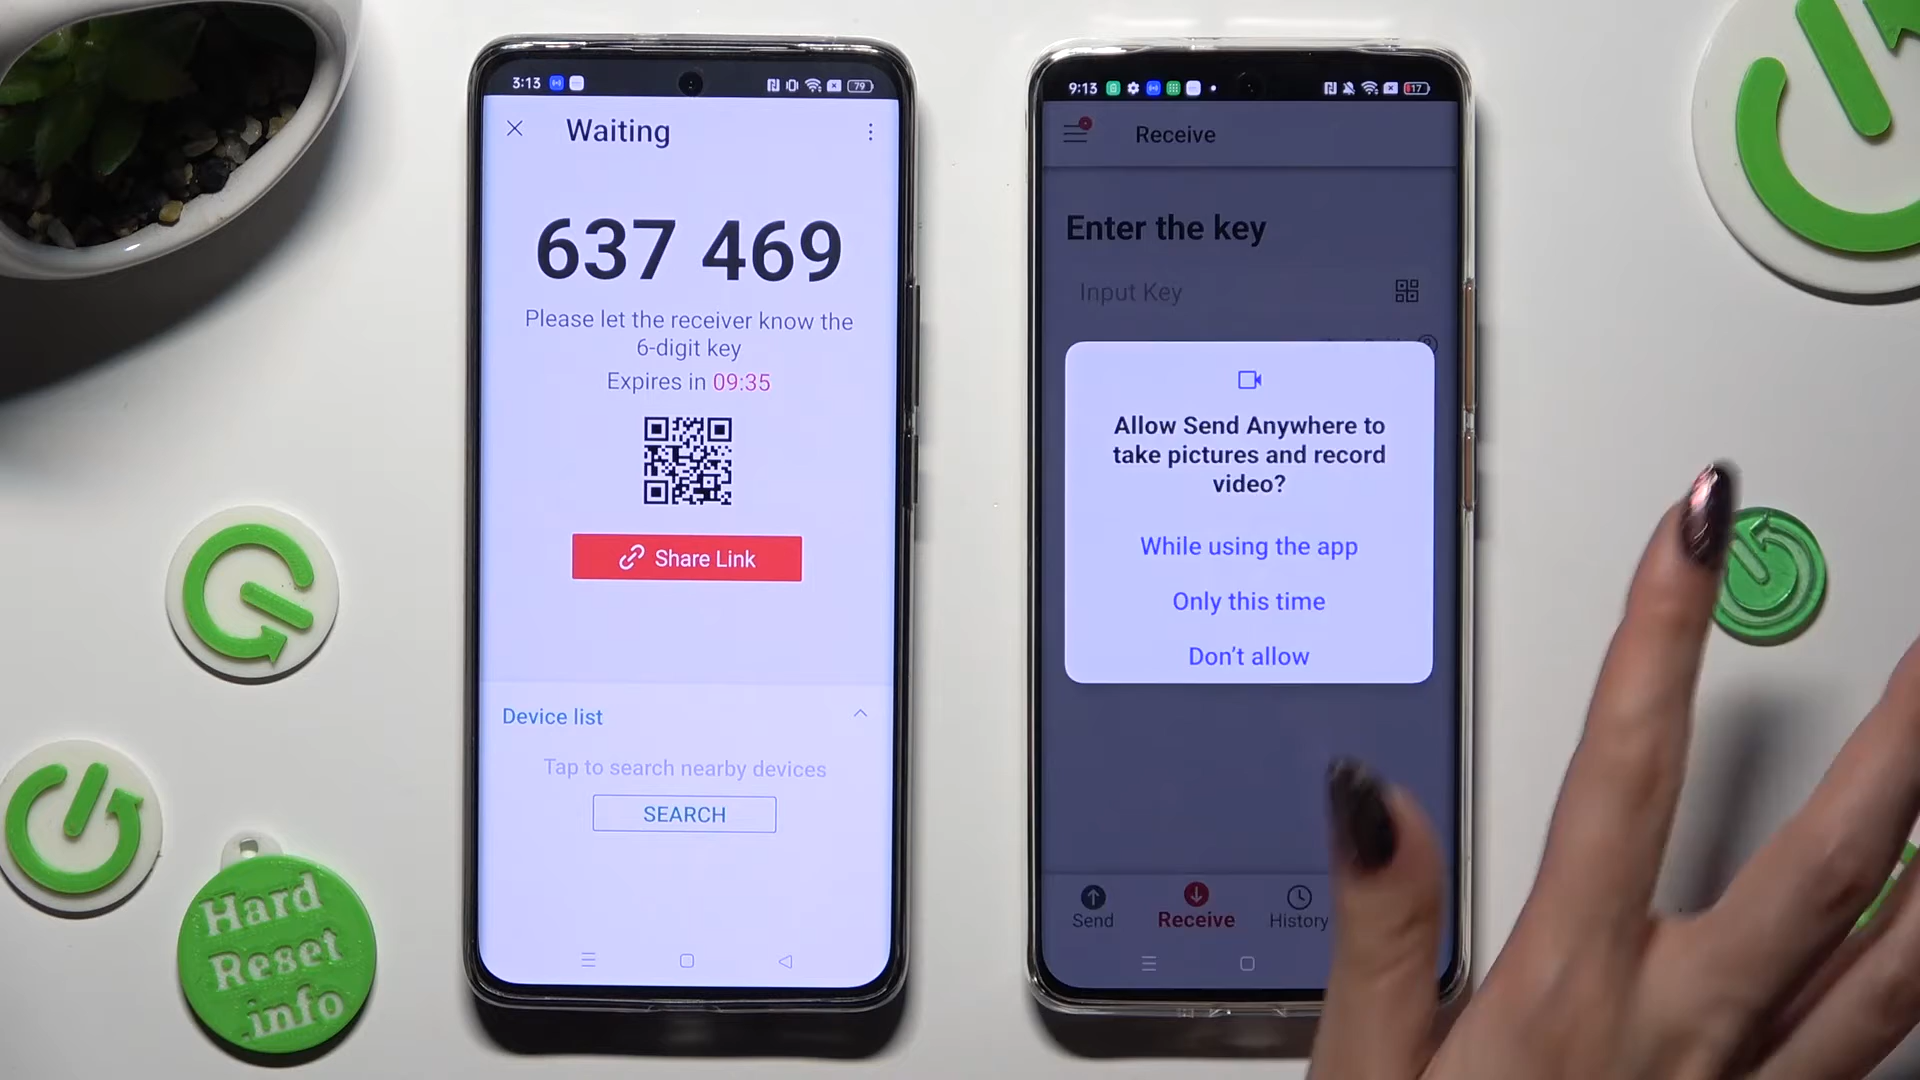 3:13
79
Waiting
637 469
Please let the receiver know the
6-digit key
Expires in 09:35
Share Link
Device list
Tap to search nearby devices
SEARCH
9:13
17
Receive
Enter the key
Input Key
Allow Send Anywhere to
take pictures and record
video?
While using the app
Only this time
Don't allow
Send
Receive
History
Hard
Reset
.info